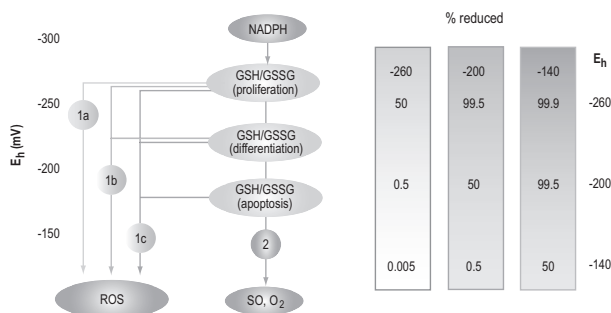 -300
-250
-200
-150
E_h (mV)
NADPH
GSH/GSSG
(proliferation)
GSH/GSSG
(differentiation)
GSH/GSSG
(apoptosis)
1a
1b
1c
2
ROS
SO, O₂
% reduced
E_h
-260 -200 -140
50 99.5 99.9 -260
0.5 50 99.5 -200
0.005 0.5 50 -140